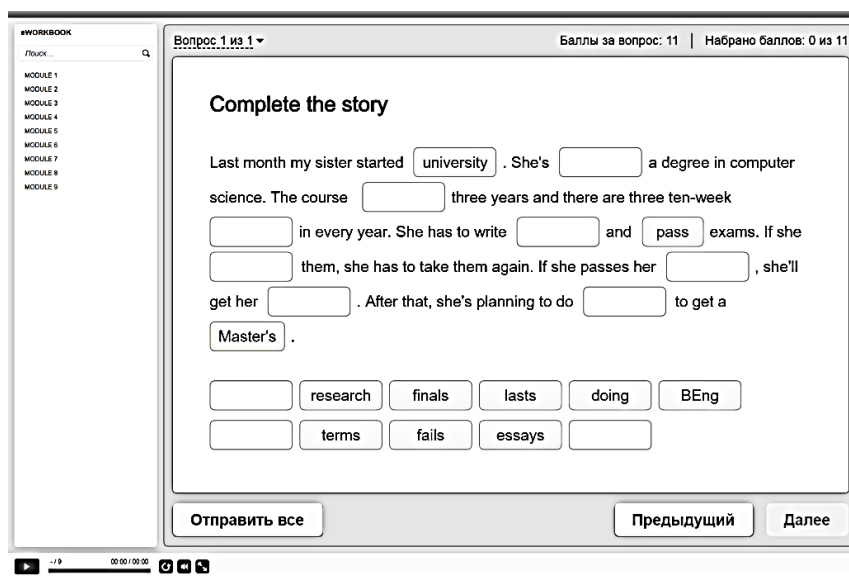 eWORKBOOK
Поиск...
MODULE 1
MODULE 2
MODULE 3
MODULE 4
MODULE 5
MODULE 6
MODULE 7
MODULE 8
MODULE 9
Вопрос 1 из 1 Баллы за вопрос: 11 | Набрано баллов: 0 из 11
Complete the story
Last month my sister started university . She's a degree in computer
science. The course three years and there are three ten-week
in every year. She has to write and pass exams. If she
them, she has to take them again. If she passes her , she'll
get her . After that, she's planning to do to get a
Master's .
research finals lasts doing BEng
terms fails essays
Отправить все Предыдущий Далее
- / 9 00:00 / 00:00